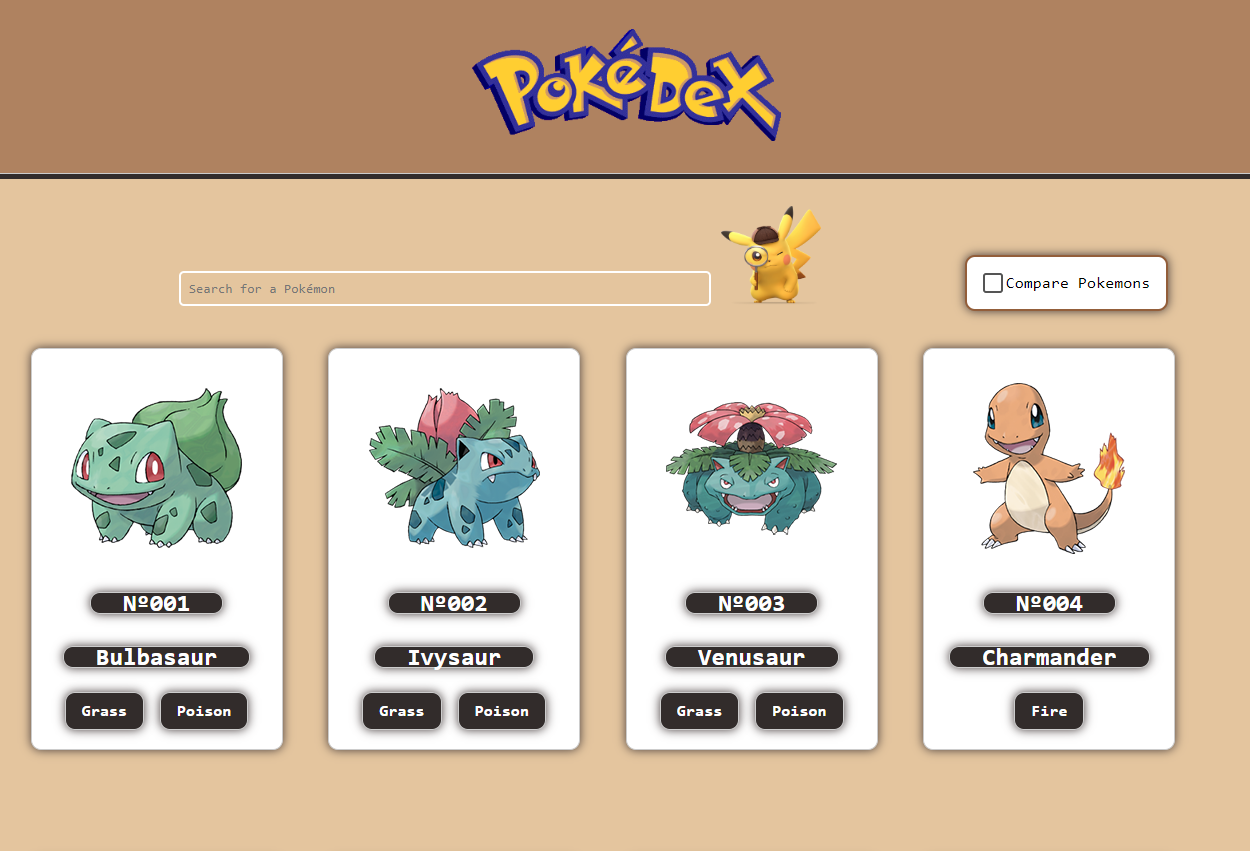 PoKéDeX
Search for a Pokémon
Compare Pokemons
Nº001
Bulbasaur
Grass Poison
Nº002
Ivysaur
Grass Poison
Nº003
Venusaur
Grass Poison
Nº004
Charmander
Fire